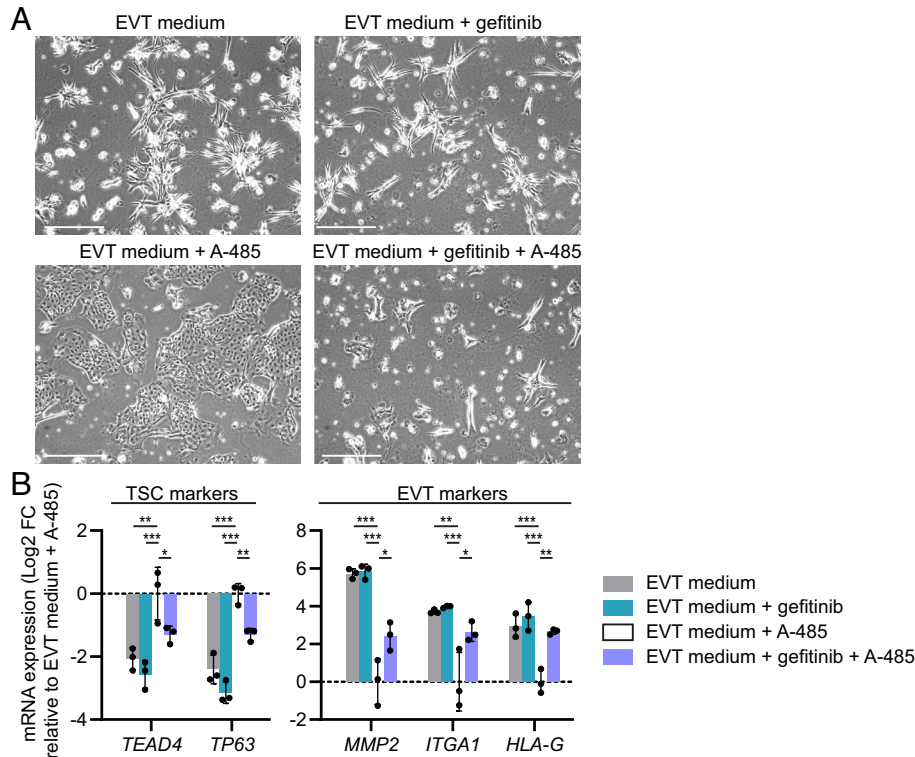 A
EVT medium
EVT medium + gefitinib
EVT medium + A-485
EVT medium + gefitinib + A-485
B
TSC markers
EVT markers
mRNA expression (Log2 FC
relative to EVT medium + A-485)
2
0
-2
-4
** *** *
*** *** **
TEAD4
TP63
8
6
4
2
0
-2
*** *** *
** *** *
*** *** **
MMP2
ITGA1
HLA-G
EVT medium
EVT medium + gefitinib
EVT medium + A-485
EVT medium + gefitinib + A-485